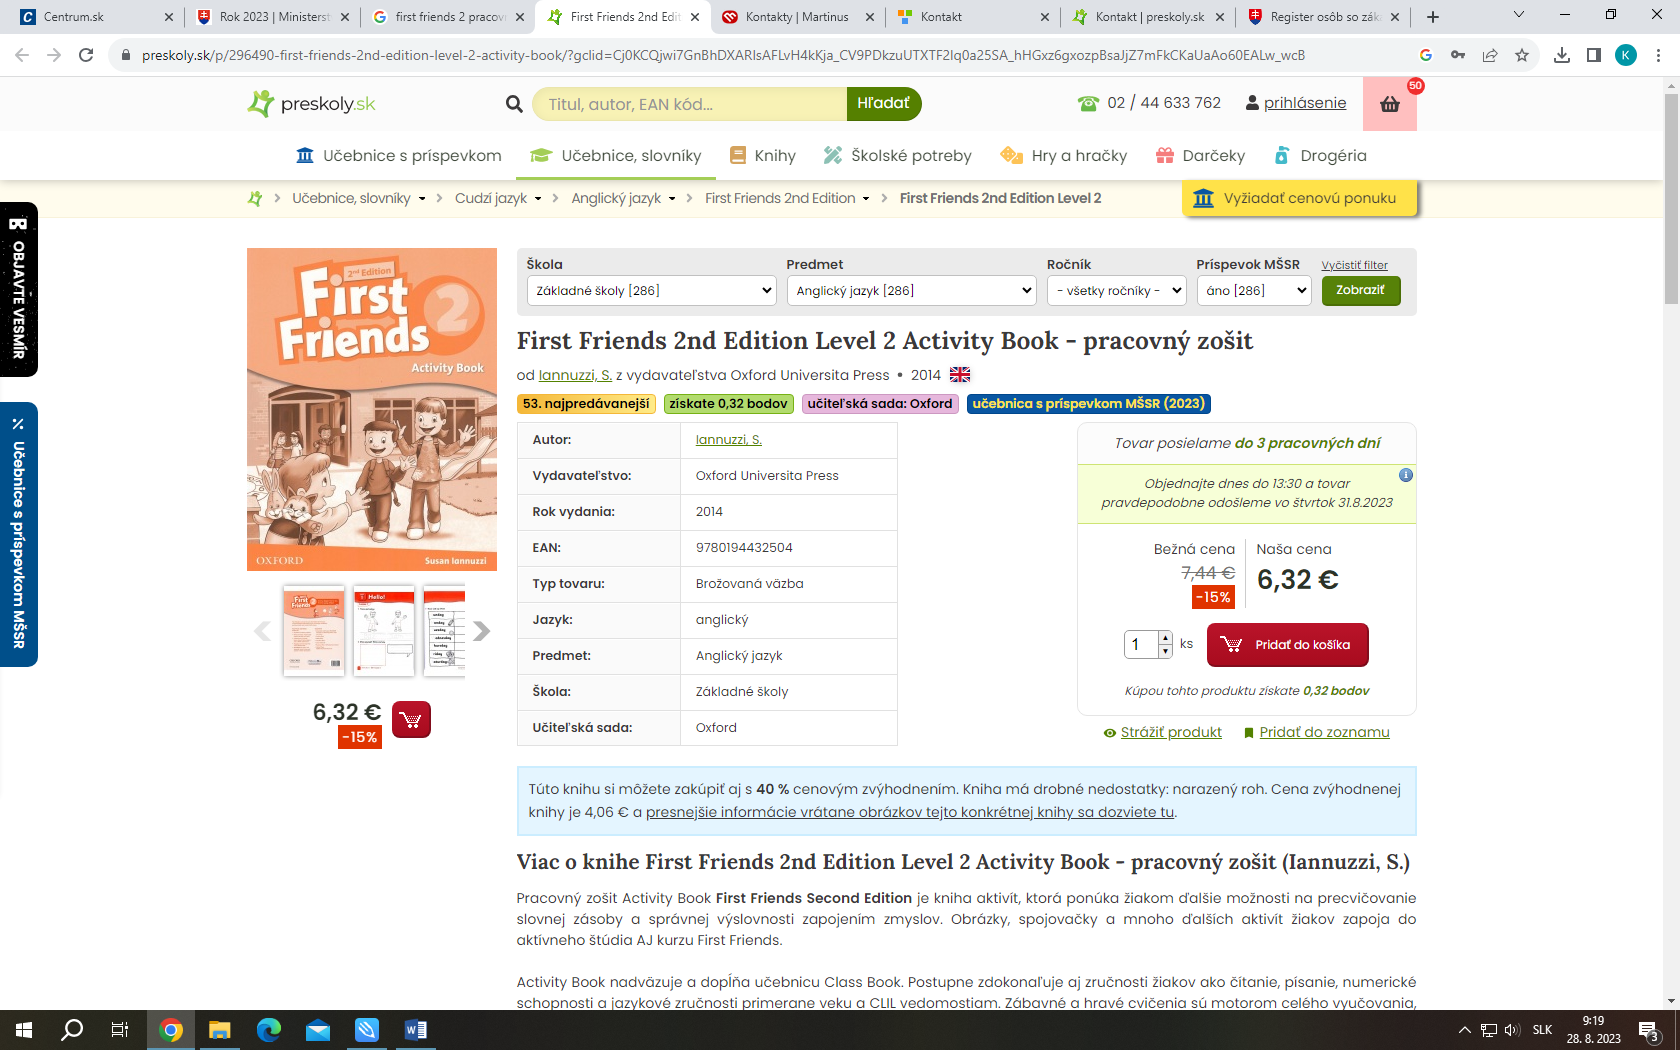 Centrum.sk
Rok 2023 | Ministerst
first friends 2 pracovn
First Friends 2nd Edit
Kontakty | Martinus
Kontakt
Kontakt | preskoly.sk
Register osôb so zák
preskoly.sk/p/296490-first-friends-2nd-edition-level-2-activity-book/?gclid=Cj0KCQjwi7GnBhDXARIsAFLvH4kKja_CV9PDkzuUTXTF2Iq0a25SA_hHGxz6gxozpBsaJjZ7mFkCKaUaAo60EALw_wcB
K
preskoly.sk
Titul, autor, EAN kód...
Hľadať
02 / 44 633 762
prihlásenie
50
Učebnice s príspevkom
Učebnice, slovníky
Knihy
Školské potreby
Hry a hračky
Darčeky
Drogéria
Učebnice, slovníky
Cudzí jazyk
Anglický jazyk
First Friends 2nd Edition
First Friends 2nd Edition Level 2
Vyžiadať cenovú ponuku
OBJAVTE VESMÍR
% Učebnice s príspevkom MŠSR
2nd Edition
First
Friends 2
Activity Book
OXFORD
Susan Iannuzzi
Hello!
6,32 €
-15%
Škola
Predmet
Ročník
Príspevok MŠSR
Vyčistiť filter
Základné školy [286]
Anglický jazyk [286]
- všetky ročníky -
áno [286]
Zobraziť
First Friends 2nd Edition Level 2 Activity Book - pracovný zošit
od Iannuzzi, S. z vydavateľstva Oxford Universita Press • 2014
53. najpredávanejší
získate 0,32 bodov
učiteľská sada: Oxford
učebnica s príspevkom MŠSR (2023)
Autor: Iannuzzi, S.
Vydavateľstvo: Oxford Universita Press
Rok vydania: 2014
EAN: 9780194432504
Typ tovaru: Brožovaná väzba
Jazyk: anglický
Predmet: Anglický jazyk
Škola: Základné školy
Učiteľská sada: Oxford
Tovar posielame do 3 pracovných dní
Objednajte dnes do 13:30 a tovar
pravdepodobne odošleme vo štvrtok 31.8.2023
Bežná cena
Naša cena
7,44 €
6,32 €
-15%
1 ks
Pridať do košíka
Kúpou tohto produktu získate 0,32 bodov
Strážiť produkt
Pridať do zoznamu
Túto knihu si môžete zakúpiť aj s 40 % cenovým zvýhodnením. Kniha má drobné nedostatky: narazený roh. Cena zvýhodnenej
knihy je 4,06 € a presnejšie informácie vrátane obrázkov tejto konkrétnej knihy sa dozviete tu.
Viac o knihe First Friends 2nd Edition Level 2 Activity Book - pracovný zošit (Iannuzzi, S.)
Pracovný zošit Activity Book First Friends Second Edition je kniha aktivít, ktorá ponúka žiakom ďalšie možnosti na precvičovanie
slovnej zásoby a správnej výslovnosti zapojením zmyslov. Obrázky, spojovačky a mnoho ďalších aktivít žiakov zapoja do
aktívneho štúdia AJ kurzu First Friends.
Activity Book nadväzuje a dopĺňa učebnicu Class Book. Postupne zdokonaľuje aj zručnosti žiakov ako čítanie, písanie, numerické
schopnosti a jazykové zručnosti primerane veku a CLIL vedomostiam. Zábavné a hravé cvičenia sú motorom celého vyučovania,
SLK
9:19
28. 8. 2023
3